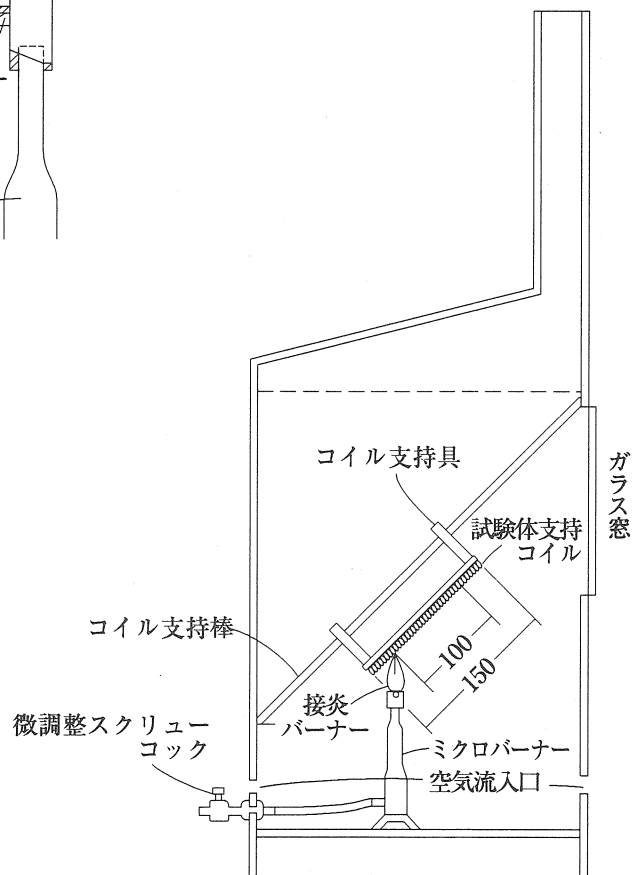 コイル支持具
ガラス窓
試験体支持
コイル
コイル支持棒
100
150
接炎
バーナー
微調整スクリュー
コック
ミクロバーナー
空気流入口